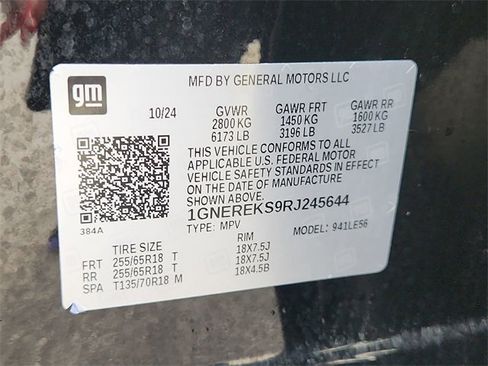 gm
MFD BY GENERAL MOTORS LLC
10/24 GVWR GAWR FRT GAWR RR
2800 KG 1450 KG 1600 KG
6173 LB 3196 LB 3527 LB
THIS VEHICLE CONFORMS TO ALL
APPLICABLE U.S. FEDERAL MOTOR
VEHICLE SAFETY STANDARDS IN EFFECT
ON THE DATE OF MANUFACTURE
SHOWN ABOVE.
1GNEREKS9RJ245644
384A
TYPE: MPV MODEL: 941LE56
TIRE SIZE RIM
FRT 255/65R18 T 18X7.5J
RR 255/65R18 T 18X7.5J
SPA T135/70R18 M 18X4.5B